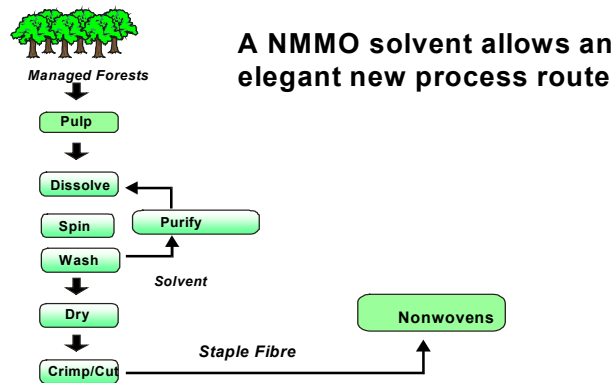 A NMMO solvent allows an
elegant new process route
Managed Forests
Pulp
Dissolve
Spin
Purify
Wash
Solvent
Dry
Nonwovens
Staple Fibre
Crimp/Cut